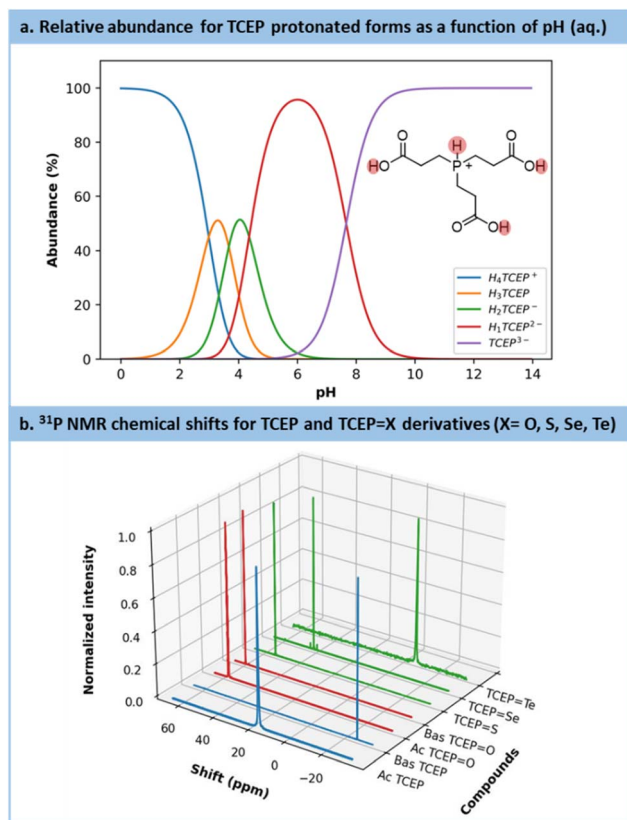 a. Relative abundance for TCEP protonated forms as a function of pH (aq.)
Abundance (%)
100
80
60
40
20
0
0 2 4 6 8 10 12 14
pH
O
HO
H
P
+
O
OH
O
OH
H₄TCEP⁺
H₃TCEP
H₂TCEP⁻
H₁TCEP²⁻
TCEP³⁻
b. ³¹P NMR chemical shifts for TCEP and TCEP=X derivatives (X= O, S, Se, Te)
Normalized intensity
1.0
0.8
0.6
0.4
0.2
0.0
60
40
20
0
−20
Shift (ppm)
TCEP=Te
TCEP=Se
TCEP=S
Bas TCEP=O
Ac TCEP=O
Bas TCEP
Ac TCEP
Compounds